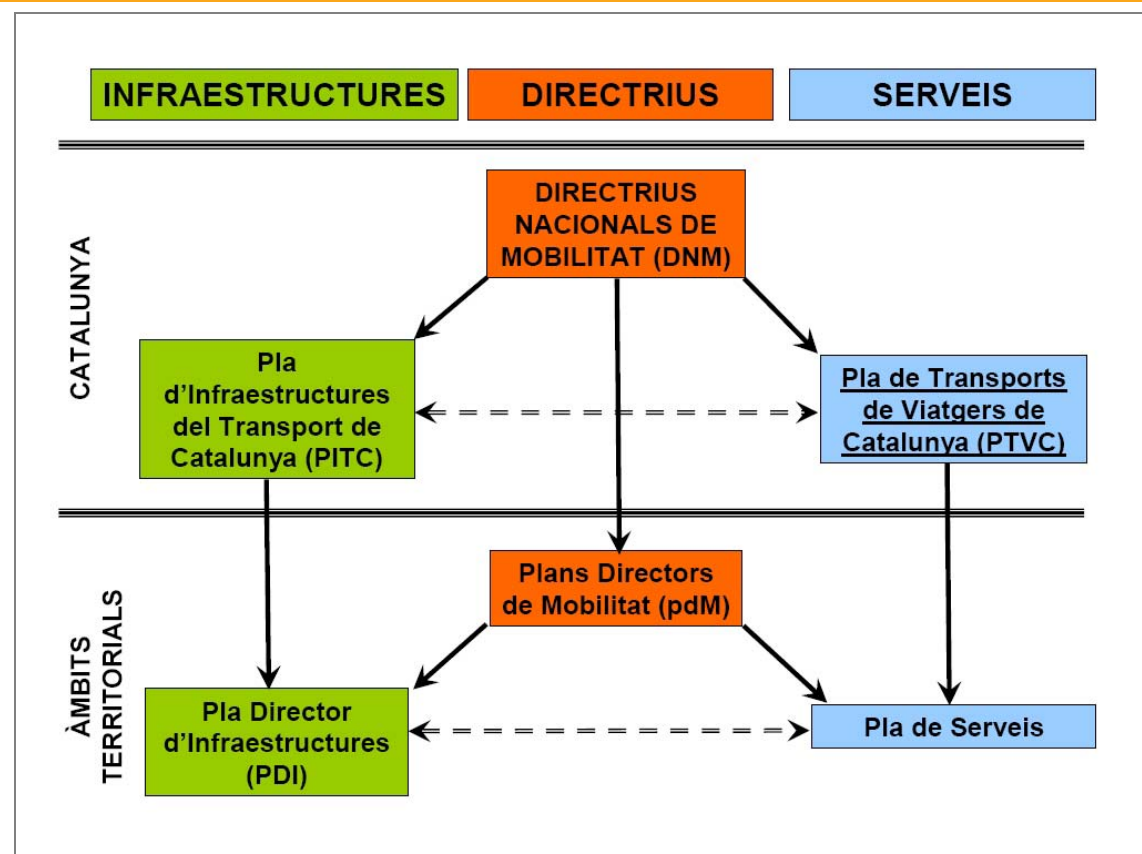 INFRAESTRUCTURES
DIRECTRIUS
SERVEIS
CATALUNYA
DIRECTRIUS
NACIONALS DE
MOBILITAT (DNM)
Pla
d’Infraestructures
del Transport de
Catalunya (PITC)
Pla de Transports
de Viatgers de
Catalunya (PTVC)
ÀMBITS
TERRITORIALS
Plans Directors
de Mobilitat (pdM)
Pla Director
d’Infraestructures
(PDI)
Pla de Serveis